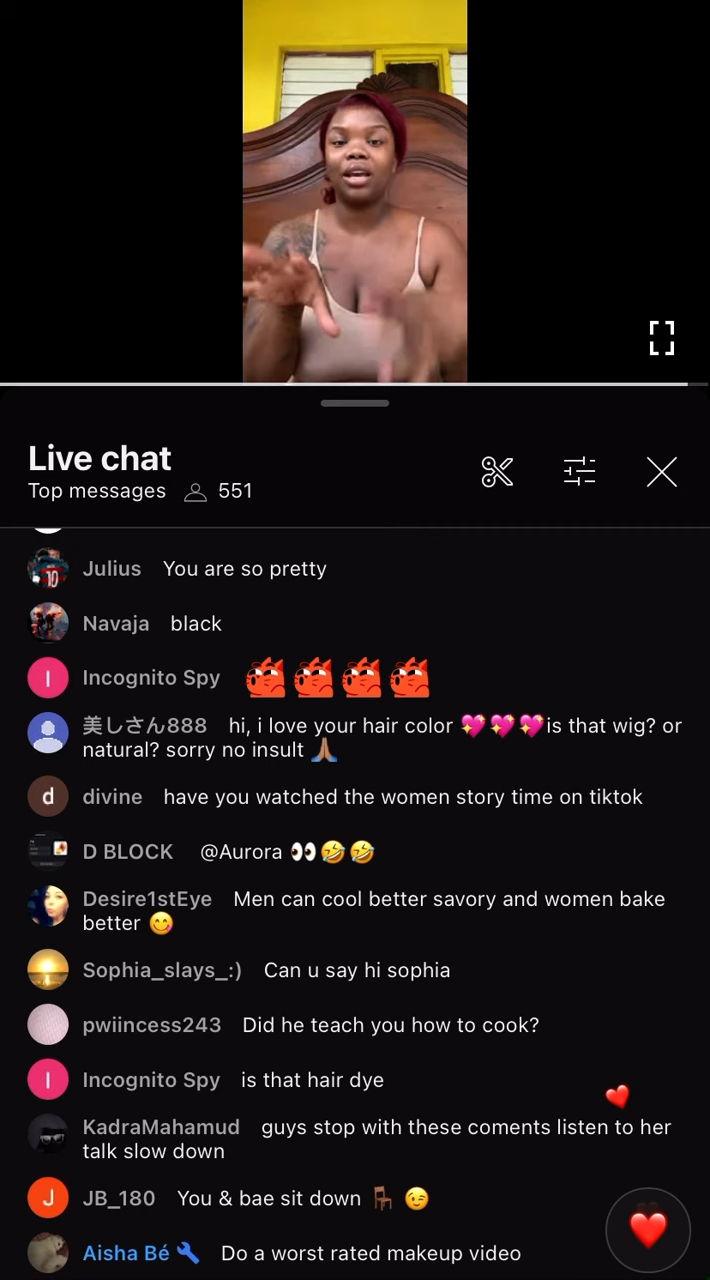 Live chat
Top messages 551
Julius You are so pretty
10
Navaja black
I
Incognito Spy
美しさん888 hi, i love your hair color 💖💖💖is that wig? or
natural? sorry no insult 🙏🏽
d
divine have you watched the women story time on tiktok
D BLOCK @Aurora 👀🤣🤣
Desire1stEye Men can cool better savory and women bake
better 😋
Sophia_slays_:) Can u say hi sophia
pwiincess243 Did he teach you how to cook?
I
Incognito Spy is that hair dye
KadraMahamud guys stop with these coments listen to her
talk slow down
J
JB_180 You & bae sit down 🪑 😉
Aisha Bé 🔧 Do a worst rated makeup video